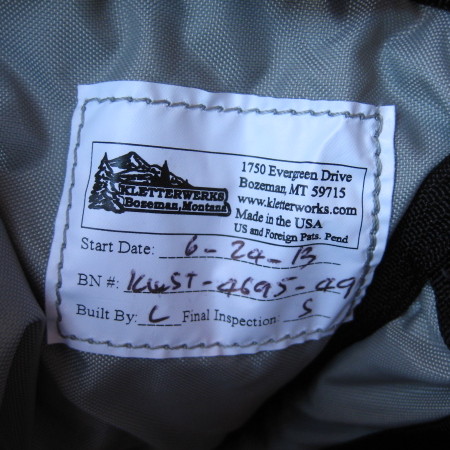 KLETTERWERKS
Bozeman, Montana
1750 Evergreen Drive
Bozeman, MT 59715
www.kletterwerks.com
Made in the USA
US and Foreign Pats. Pend
Start Date: 6-24-13
BN #: KWST-4695-49
Built By: L Final Inspection: S